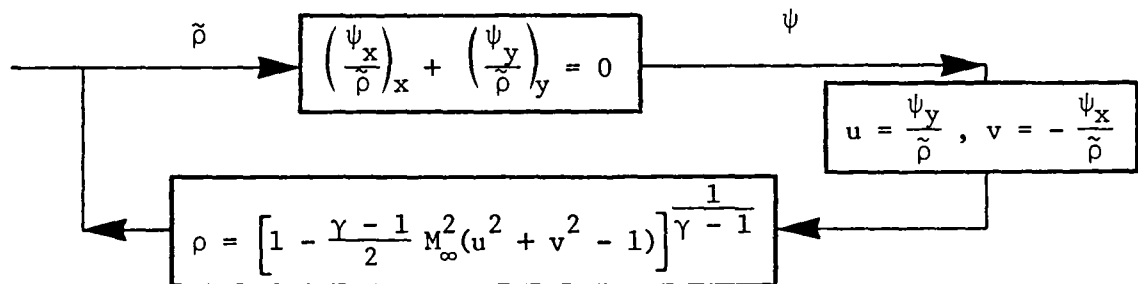 ρ̃
(ψ_x/ρ̃)_x + (ψ_y/ρ̃)_y = 0
ψ
u = ψ_y/ρ̃ , v = - ψ_x/ρ̃
ρ = [1 - (γ - 1)/2 M_∞^2(u^2 + v^2 - 1)]^(1/(γ - 1))